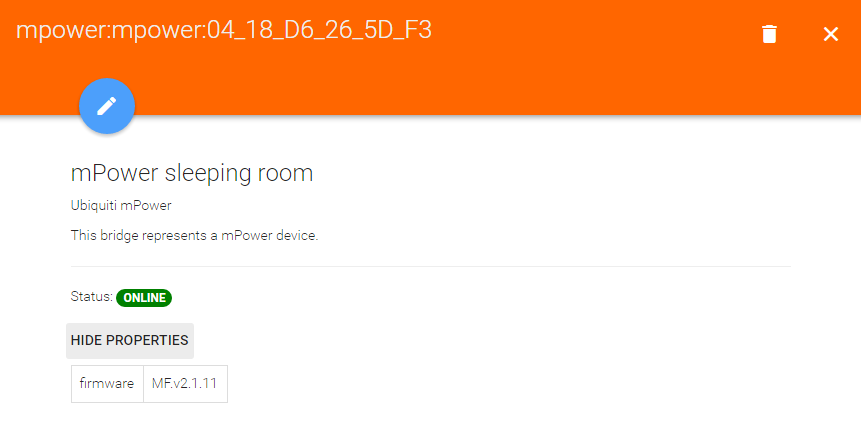 mpower:mpower:04_18_D6_26_5D_F3
mPower sleeping room
Ubiquiti mPower
This bridge represents a mPower device.
Status: ONLINE
HIDE PROPERTIES
firmware MF.v2.1.11